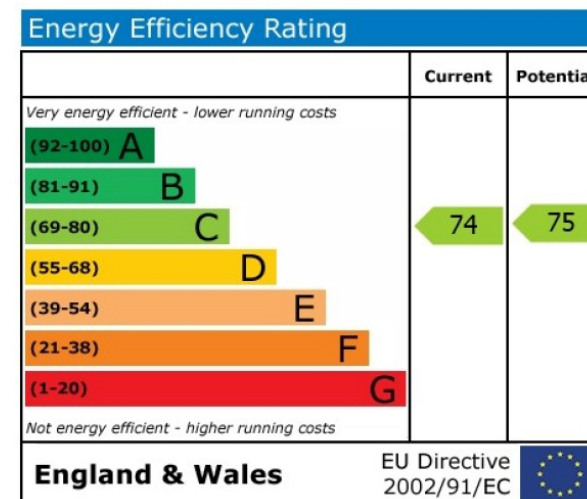 Energy Efficiency Rating
Current Potentia
Very energy efficient - lower running costs
(92-100) A
(81-91) B
(69-80) C 74 75
(55-68) D
(39-54) E
(21-38) F
(1-20) G
Not energy efficient - higher running costs
England & Wales
EU Directive
2002/91/EC